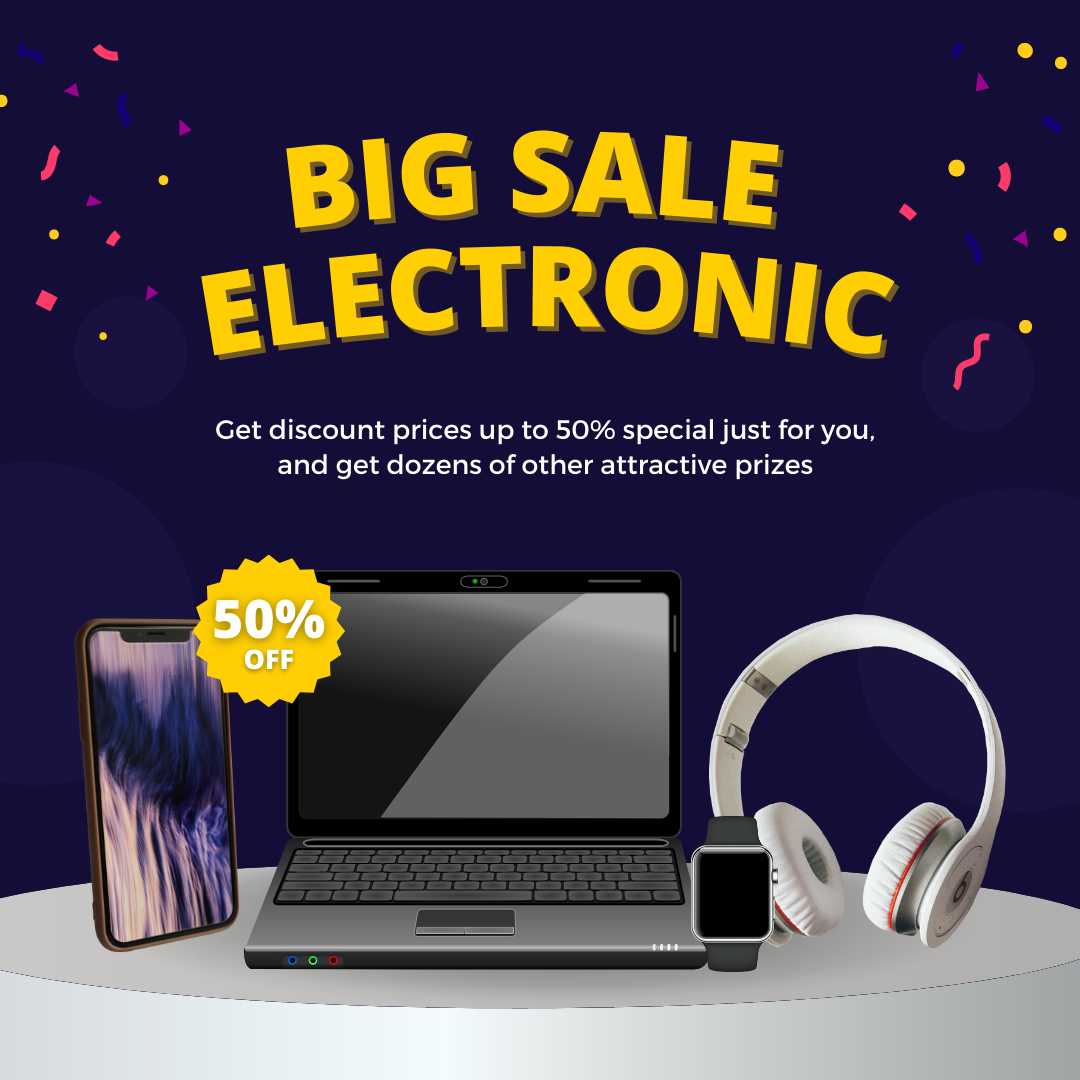 BIG SALE
ELECTRONIC
Get discount prices up to 50% special just for you,
and get dozens of other attractive prizes
50%
OFF